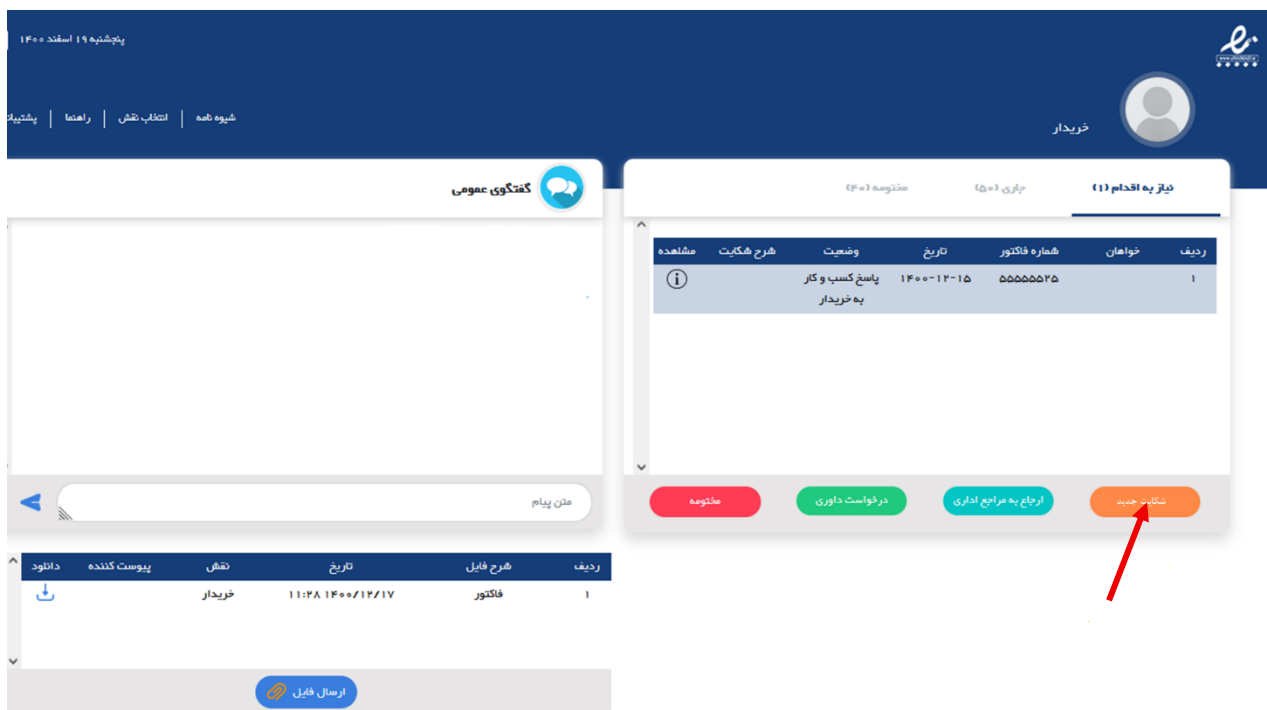 پنجشنبه ۱۹ اسفند ۱۴۰۰
شیوه نامه | انتخاب نقش | راهنما | پشتیبان
خریدار
نیاز به اقدام (۱)
جاری (۵۰)
مختومه (۴۰)
ردیف خواهان شماره فاکتور تاریخ وضعیت شرح شکایت مشاهده
۱ ۵۵۵۵۵۵۲۵ ۱۴۰۰-۱۲-۱۵ پاسخ کسب و کار
به خریدار
شکایت جدید
ارجاع به مراجع اداری
درخواست داوری
مختومه
گفتگوی عمومی
متن پیام
ردیف شرح فایل تاریخ نقش پیوست کننده دانلود
۱ فاکتور ۱۴۰۰/۱۲/۱۷ ۱۱:۲۸ خریدار
ارسال فایل